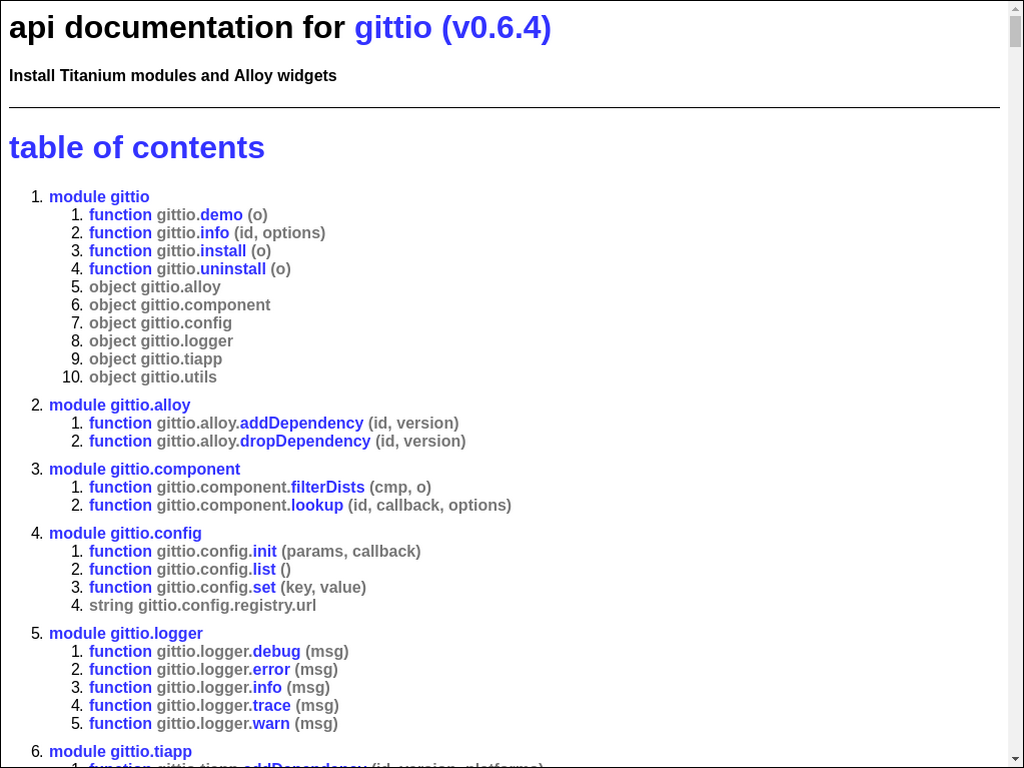 api documentation for gittio (v0.6.4)
Install Titanium modules and Alloy widgets
table of contents
1. module gittio
1. function gittio.demo (o)
2. function gittio.info (id, options)
3. function gittio.install (o)
4. function gittio.uninstall (o)
5. object gittio.alloy
6. object gittio.component
7. object gittio.config
8. object gittio.logger
9. object gittio.tiapp
10. object gittio.utils
2. module gittio.alloy
1. function gittio.alloy.addDependency (id, version)
2. function gittio.alloy.dropDependency (id, version)
3. module gittio.component
1. function gittio.component.filterDists (cmp, o)
2. function gittio.component.lookup (id, callback, options)
4. module gittio.config
1. function gittio.config.init (params, callback)
2. function gittio.config.list ()
3. function gittio.config.set (key, value)
4. string gittio.config.registry.url
5. module gittio.logger
1. function gittio.logger.debug (msg)
2. function gittio.logger.error (msg)
3. function gittio.logger.info (msg)
4. function gittio.logger.trace (msg)
5. function gittio.logger.warn (msg)
6. module gittio.tiapp
1. function gittio.tiapp.addDependency (id, version, platforms)